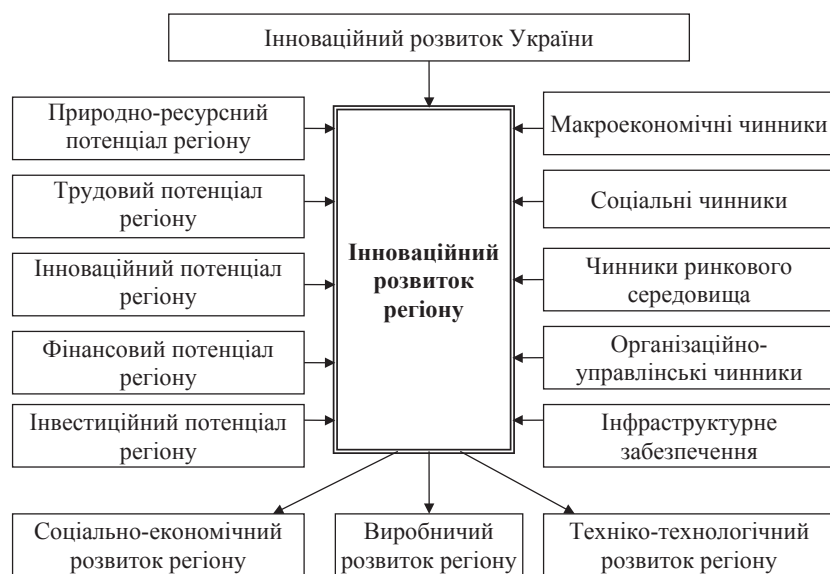 Інноваційний розвиток України
Природно-ресурсний
потенціал регіону
Трудовий потенціал
регіону
Інноваційний потенціал
регіону
Фінансовий потенціал
регіону
Інвестиційний потенціал
регіону
Інноваційний
розвиток
регіону
Макроекономічні чинники
Соціальні чинники
Чинники ринкового
середовища
Організаційно-
управлінські чинники
Інфраструктурне
забезпечення
Соціально-економічний
розвиток регіону
Виробничий
розвиток регіону
Техніко-технологічний
розвиток регіону